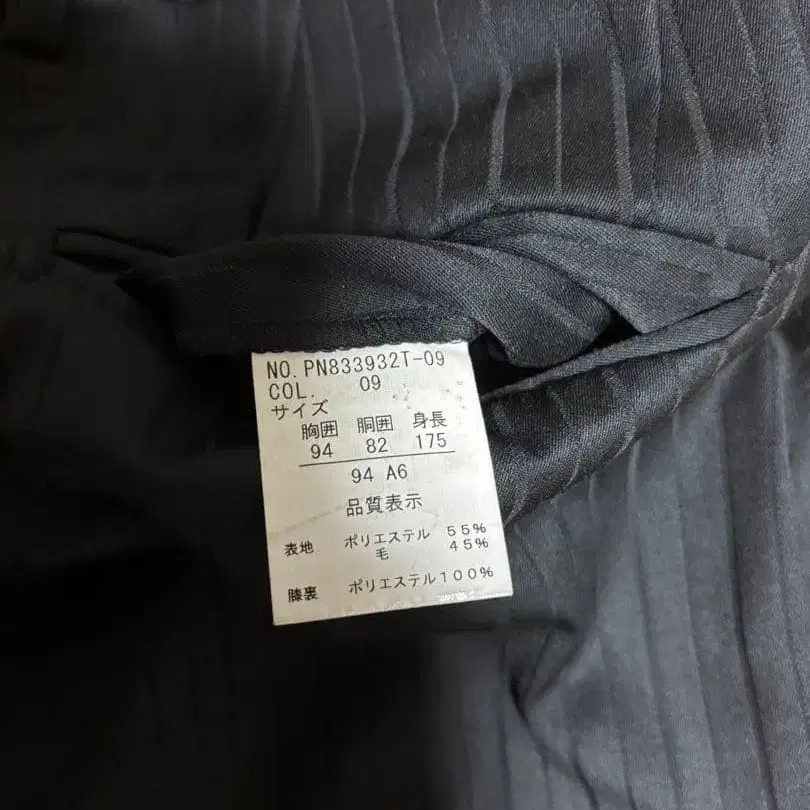 NO. PN833932T-09
COL. 09
サイズ
胸囲 胴囲 身長
94 82 175
94 A6
品質表示
表地 ポリエステル 55%
毛 45%
膝裏 ポリエステル100%